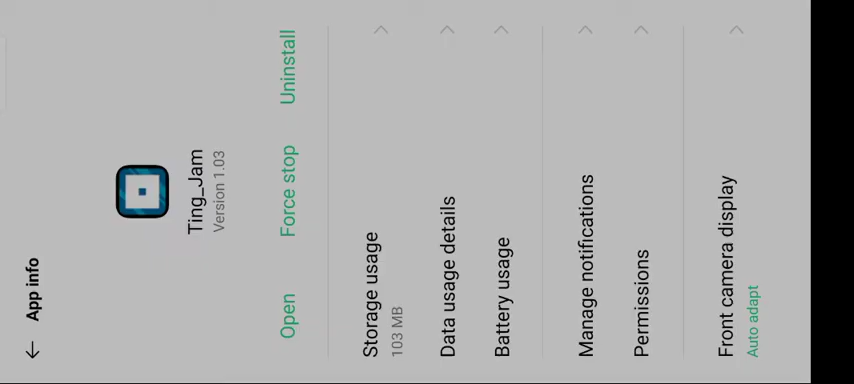 App info
Ting_Jam
Version 1.03
Open
Force stop
Uninstall
Storage usage
103 MB
Data usage details
Battery usage
Manage notifications
Permissions
Front camera display
Auto adapt